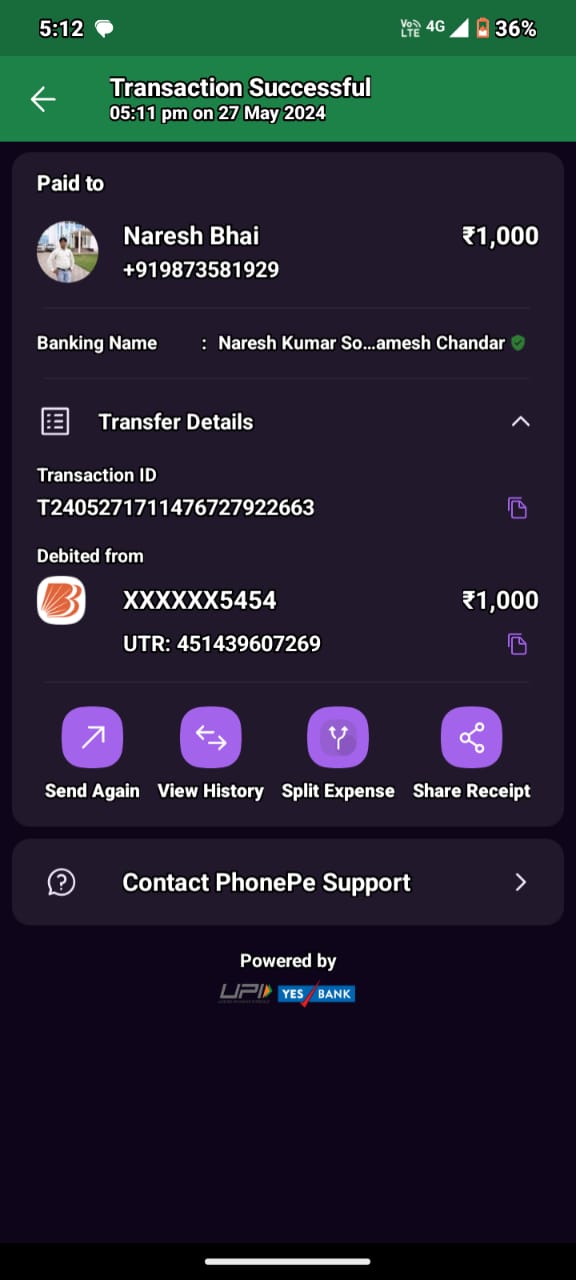 5:12
Vo LTE 4G 36%
Transaction Successful
05:11 pm on 27 May 2024
Paid to
Naresh Bhai ₹1,000
+919873581929
Banking Name : Naresh Kumar So...amesh Chandar
Transfer Details
Transaction ID
T2405271711476727922663
Debited from
XXXXXX5454 ₹1,000
UTR: 451439607269
Send Again View History Split Expense Share Receipt
Contact PhonePe Support
Powered by
UPI YES BANK